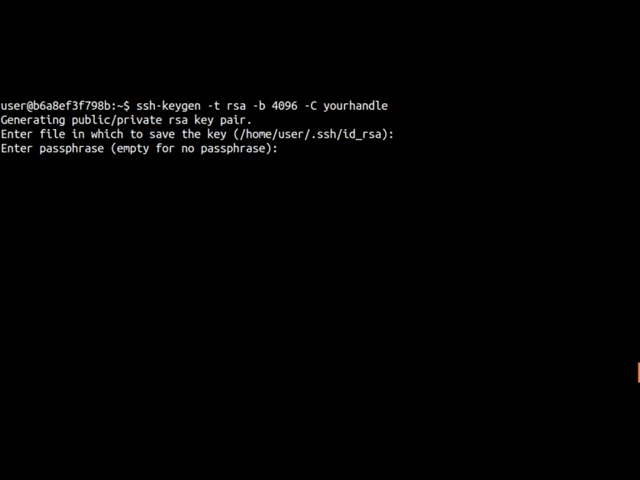 user@b6a8ef3f798b:~$ ssh-keygen -t rsa -b 4096 -C yourhandle
Generating public/private rsa key pair.
Enter file in which to save the key (/home/user/.ssh/id_rsa):
Enter passphrase (empty for no passphrase):